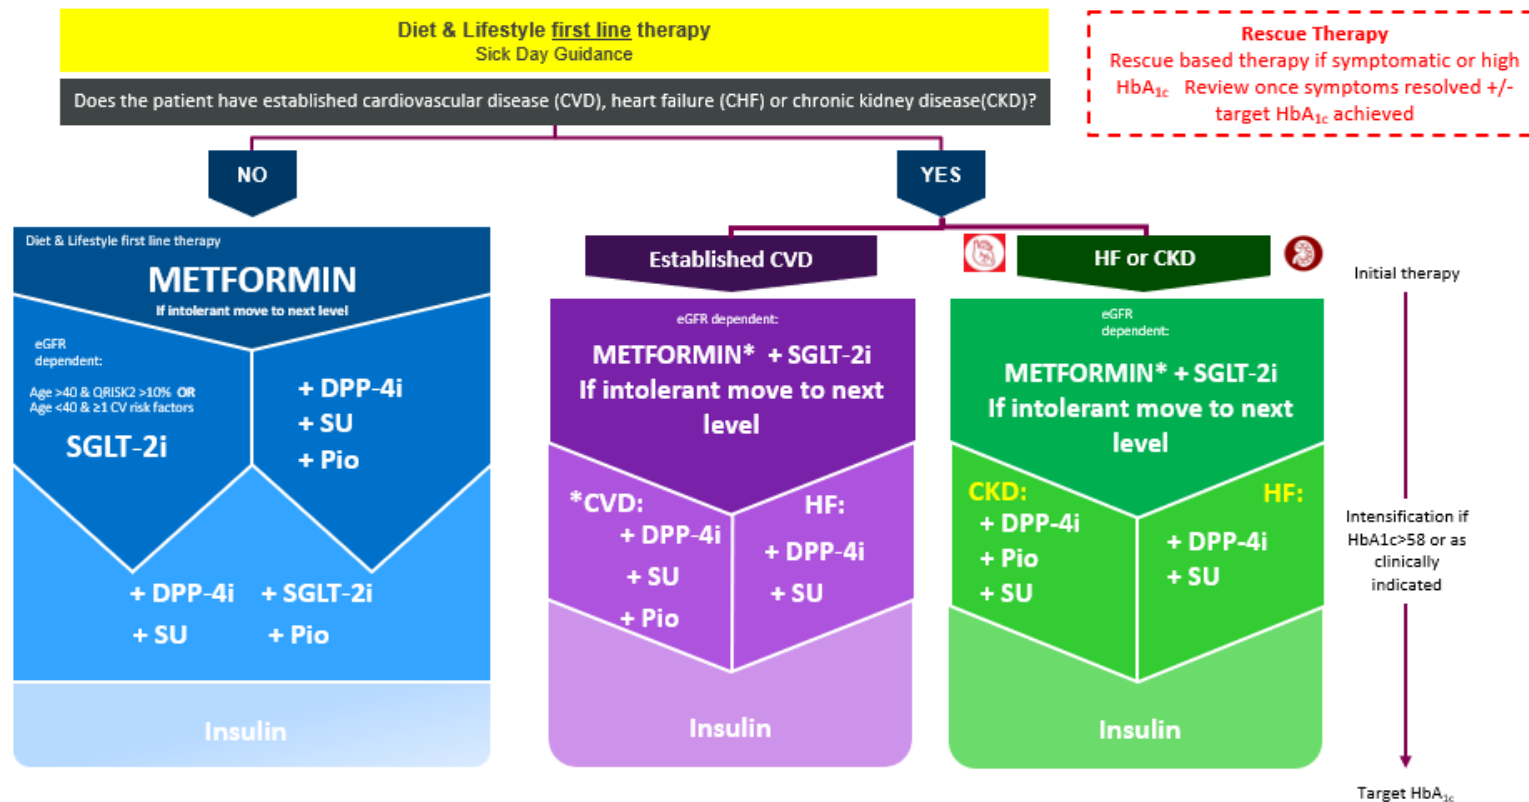 Diet & Lifestyle first line therapy
Sick Day Guidance
Does the patient have established cardiovascular disease (CVD), heart failure (CHF) or chronic kidney disease(CKD)?
Rescue Therapy
Rescue based therapy if symptomatic or high
HbA1c Review once symptoms resolved +/-
target HbA1c achieved
NO
YES
Diet & Lifestyle first line therapy
METFORMIN
If intolerant move to next level
eGFR
dependent:
Age >40 & QRISK2 >10% OR
Age <40 & ≥1 CV risk factors
SGLT-2i
+ DPP-4i
+ SU
+ Pio
+ DPP-4i + SGLT-2i
+ SU + Pio
Insulin
Established CVD
eGFR dependent:
METFORMIN* + SGLT-2i
If intolerant move to next
level
*CVD:
+ DPP-4i
+ SU
+ Pio
HF:
+ DPP-4i
+ SU
Insulin
HF or CKD
eGFR
dependent:
METFORMIN* + SGLT-2i
If intolerant move to next
level
CKD:
+ DPP-4i
+ Pio
+ SU
HF:
+ DPP-4i
+ SU
Insulin
Initial therapy
Intensification if
HbA1c>58 or as
clinically
indicated
Target HbA1c